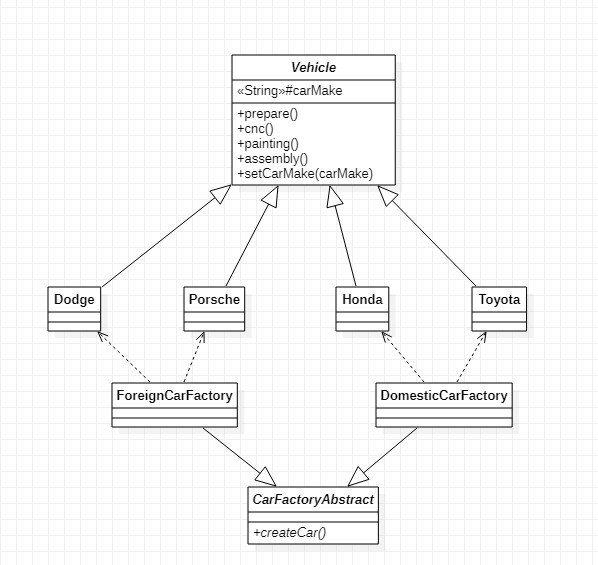 Vehicle
«String»#carMake
+prepare()
+cnc()
+painting()
+assembly()
+setCarMake(carMake)
Dodge
Porsche
Honda
Toyota
ForeignCarFactory
DomesticCarFactory
CarFactoryAbstract
+createCar()